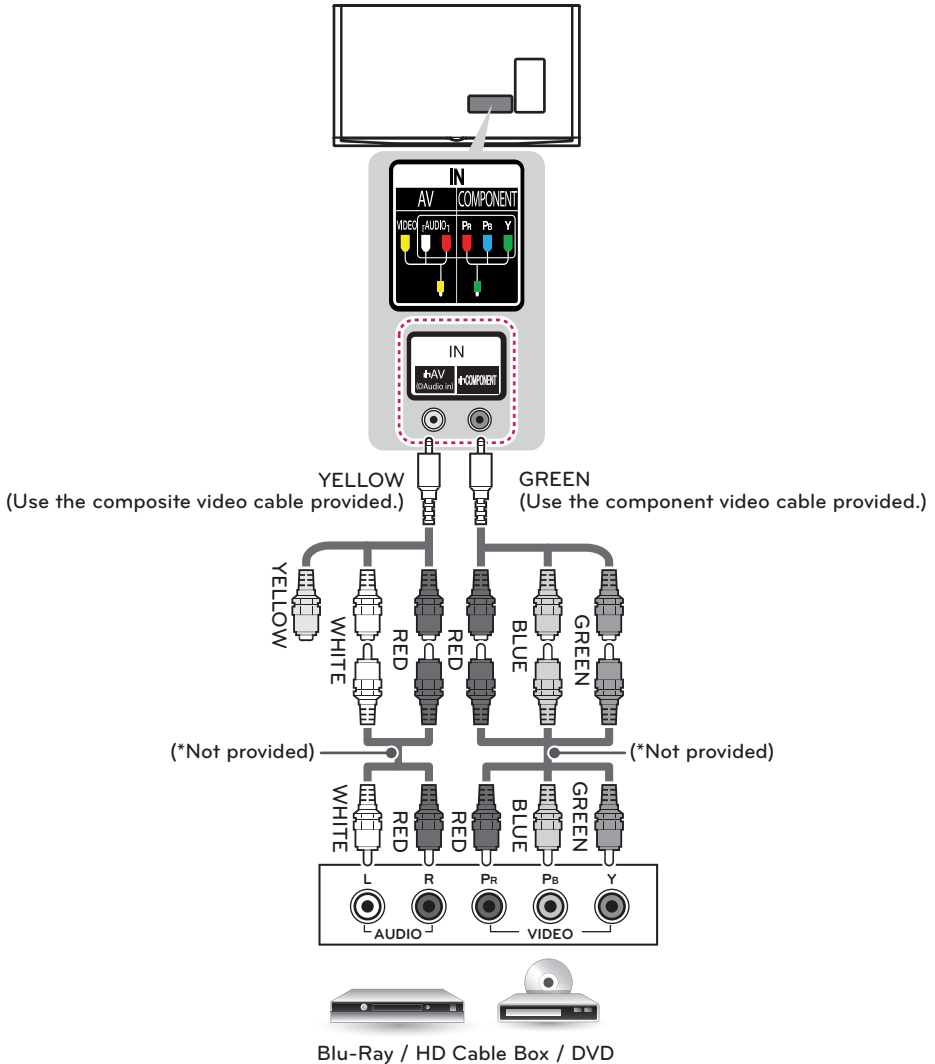 IN
AV COMPONENT
VIDEO AUDIO PR PB Y
IN
AV COMPONENT
(Audio in)
YELLOW GREEN
(Use the composite video cable provided.) (Use the component video cable provided.)
YELLOW WHITE RED RED BLUE GREEN
(*Not provided) (*Not provided)
WHITE RED RED BLUE GREEN
L R PR PB Y
AUDIO VIDEO
Blu-Ray / HD Cable Box / DVD